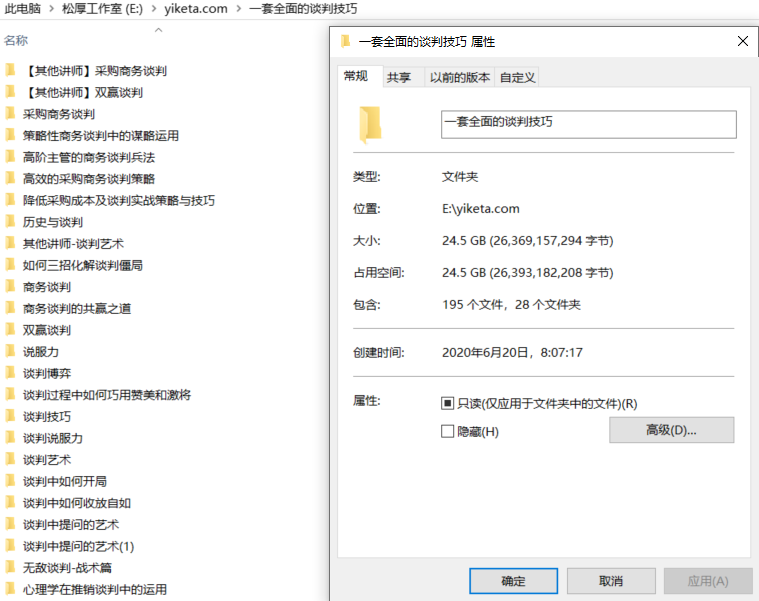 此电脑 > 松厚工作室 (E:) > yiketa.com > 一套全面的谈判技巧
名称
【其他讲师】采购商务谈判
【其他讲师】双赢谈判
采购商务谈判
策略性商务谈判中的谋略运用
高阶主管的商务谈判兵法
高效的采购商务谈判策略
降低采购成本及谈判实战策略与技巧
历史与谈判
其他讲师-谈判艺术
如何三招化解谈判僵局
商务谈判
商务谈判的共赢之道
双赢谈判
说服力
谈判博弈
谈判过程中如何巧用赞美和激将
谈判技巧
谈判说服力
谈判艺术
谈判中如何开局
谈判中如何收放自如
谈判中提问的艺术
谈判中提问的艺术(1)
无敌谈判-战术篇
心理学在推销谈判中的运用
一套全面的谈判技巧 属性
常规 共享 以前的版本 自定义
一套全面的谈判技巧
类型: 文件夹
位置: E:\yiketa.com
大小: 24.5 GB (26,369,157,294 字节)
占用空间: 24.5 GB (26,393,182,208 字节)
包含: 195 个文件，28 个文件夹
创建时间: 2020年6月20日，8:07:17
属性: 只读(仅应用于文件夹中的文件)(R)
隐藏(H) 高级(D)...
确定 取消 应用(A)